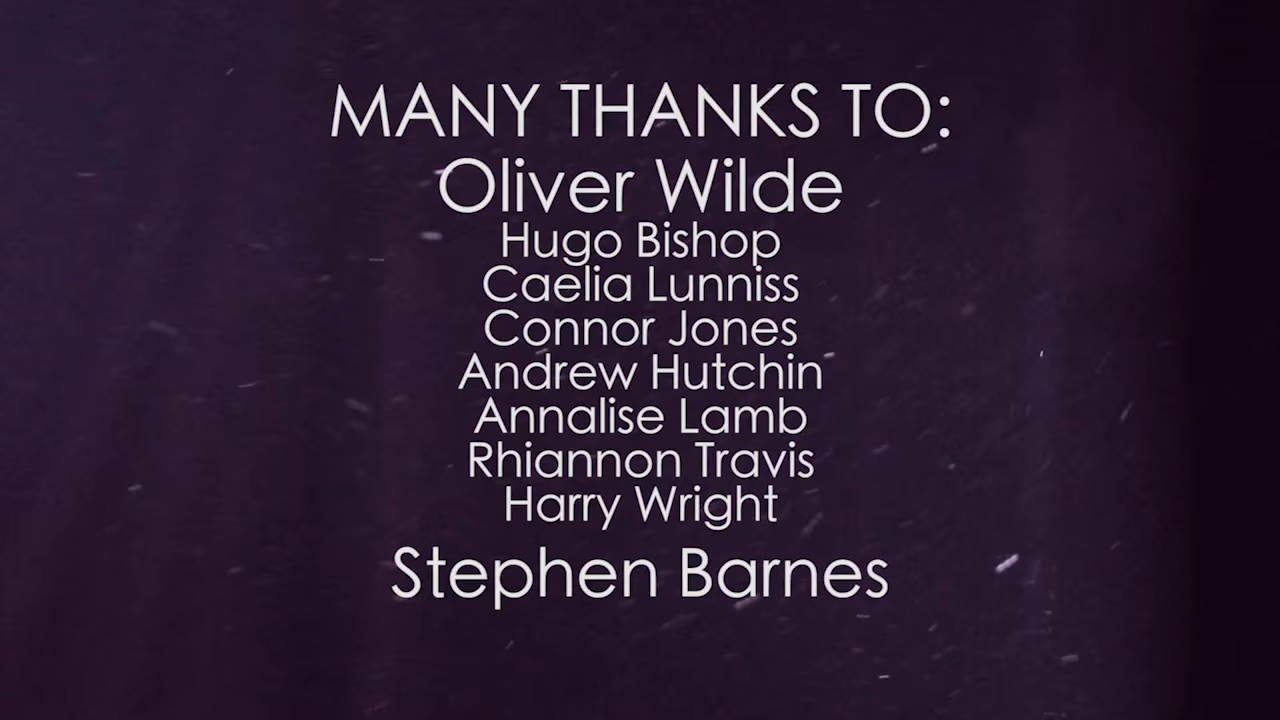 MANY THANKS TO:
Oliver Wilde
Hugo Bishop
Caelia Lunniss
Connor Jones
Andrew Hutchin
Annalise Lamb
Rhiannon Travis
Harry Wright
Stephen Barnes